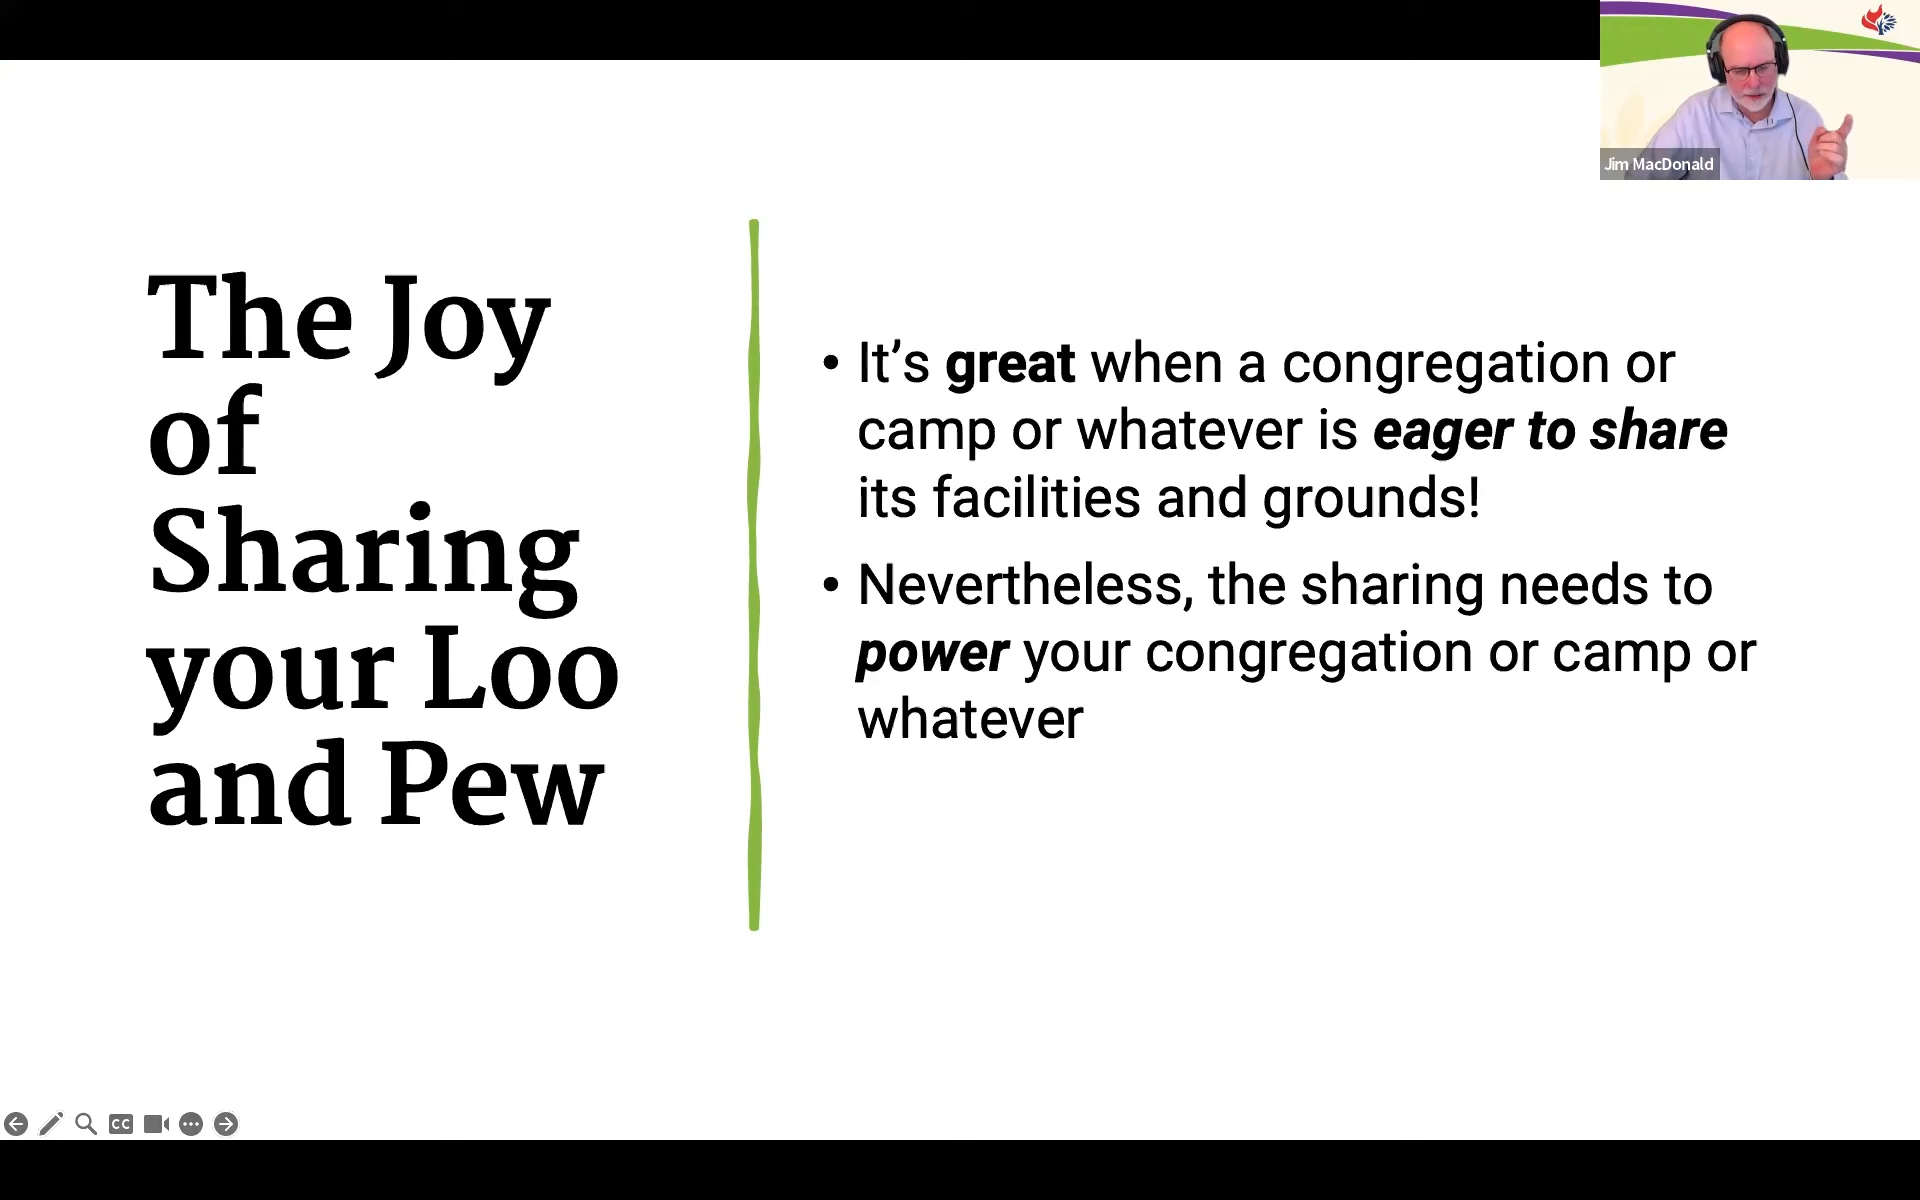 Jim MacDonald
The Joy
of
Sharing
your Loo
and Pew
• It’s great when a congregation or
camp or whatever is eager to share
its facilities and grounds!
• Nevertheless, the sharing needs to
power your congregation or camp or
whatever
CC